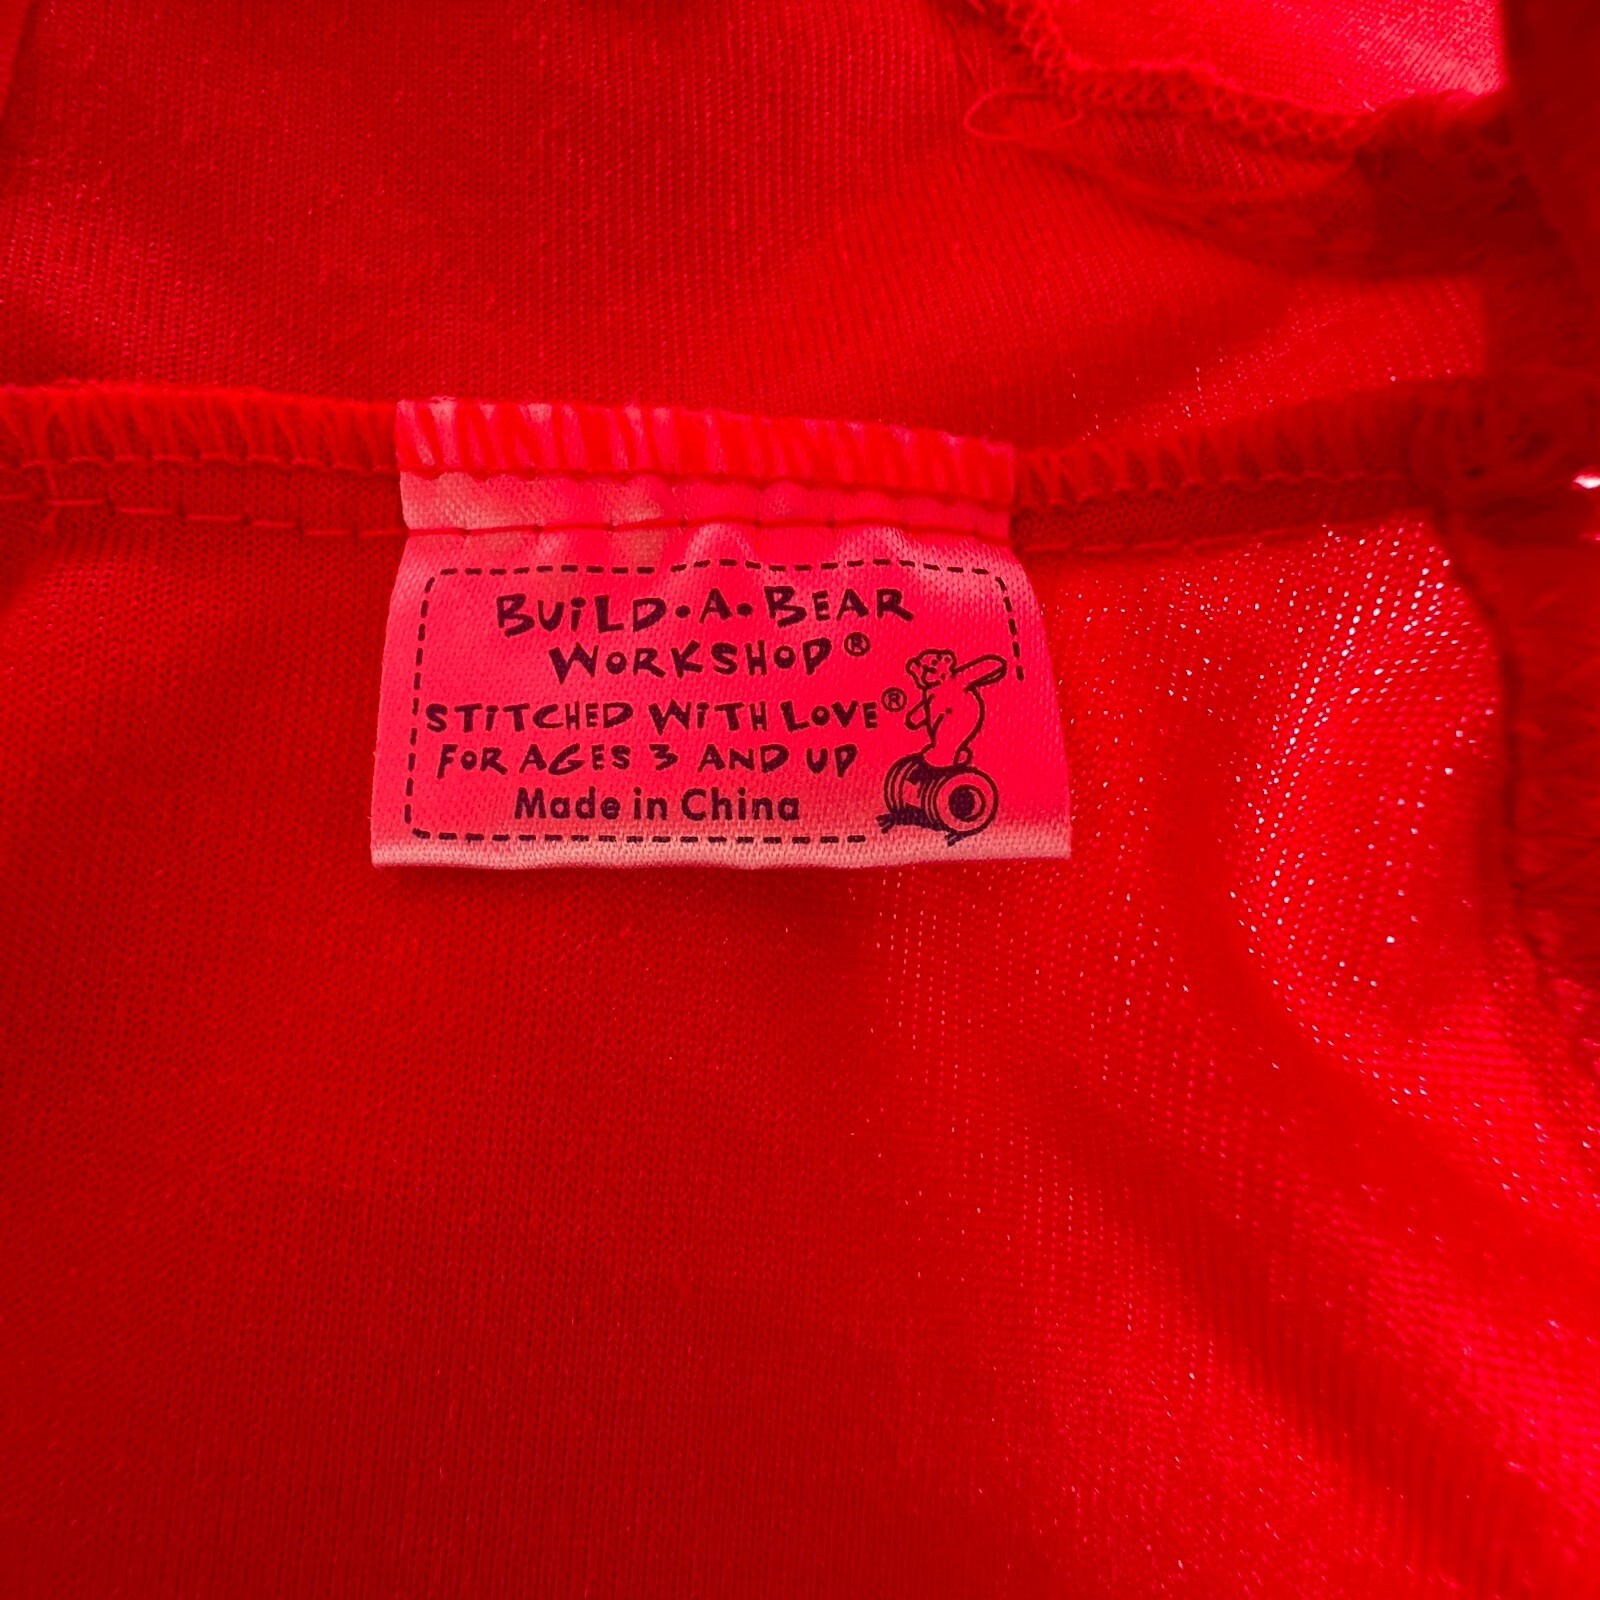 BUiLD•A•BEAR
WORKSHOP®
STiTCHED WiTH LOVE®
FOR AGES 3 AND UP
Made in China